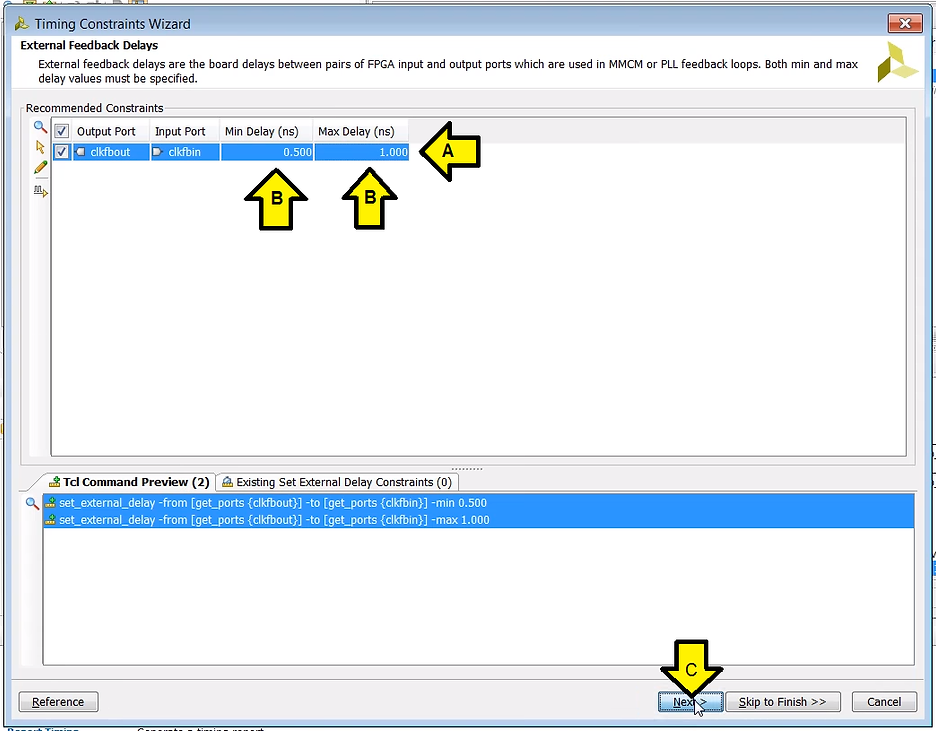 Timing Constraints Wizard
External Feedback Delays
External feedback delays are the board delays between pairs of FPGA input and output ports which are used in MMCM or PLL feedback loops. Both min and max
delay values must be specified.
Recommended Constraints
Output Port Input Port Min Delay (ns) Max Delay (ns)
clkfbout clkfbin 0.500 1.000
A
B B
Tcl Command Preview (2) Existing Set External Delay Constraints (0)
set_external_delay -from [get_ports {clkfbout}] -to [get_ports {clkfbin}] -min 0.500
set_external_delay -from [get_ports {clkfbout}] -to [get_ports {clkfbin}] -max 1.000
C
Reference Next > Skip to Finish >> Cancel